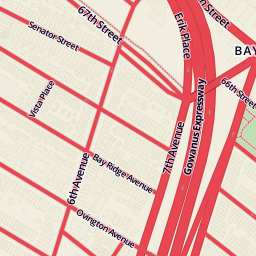 67th Street
Erik Place
Senator Street
BAY
66th Street
Vista Place
7th Avenue
Gowanus Expressway
6th Avenue
Bay Ridge Avenue
Ovington Avenue